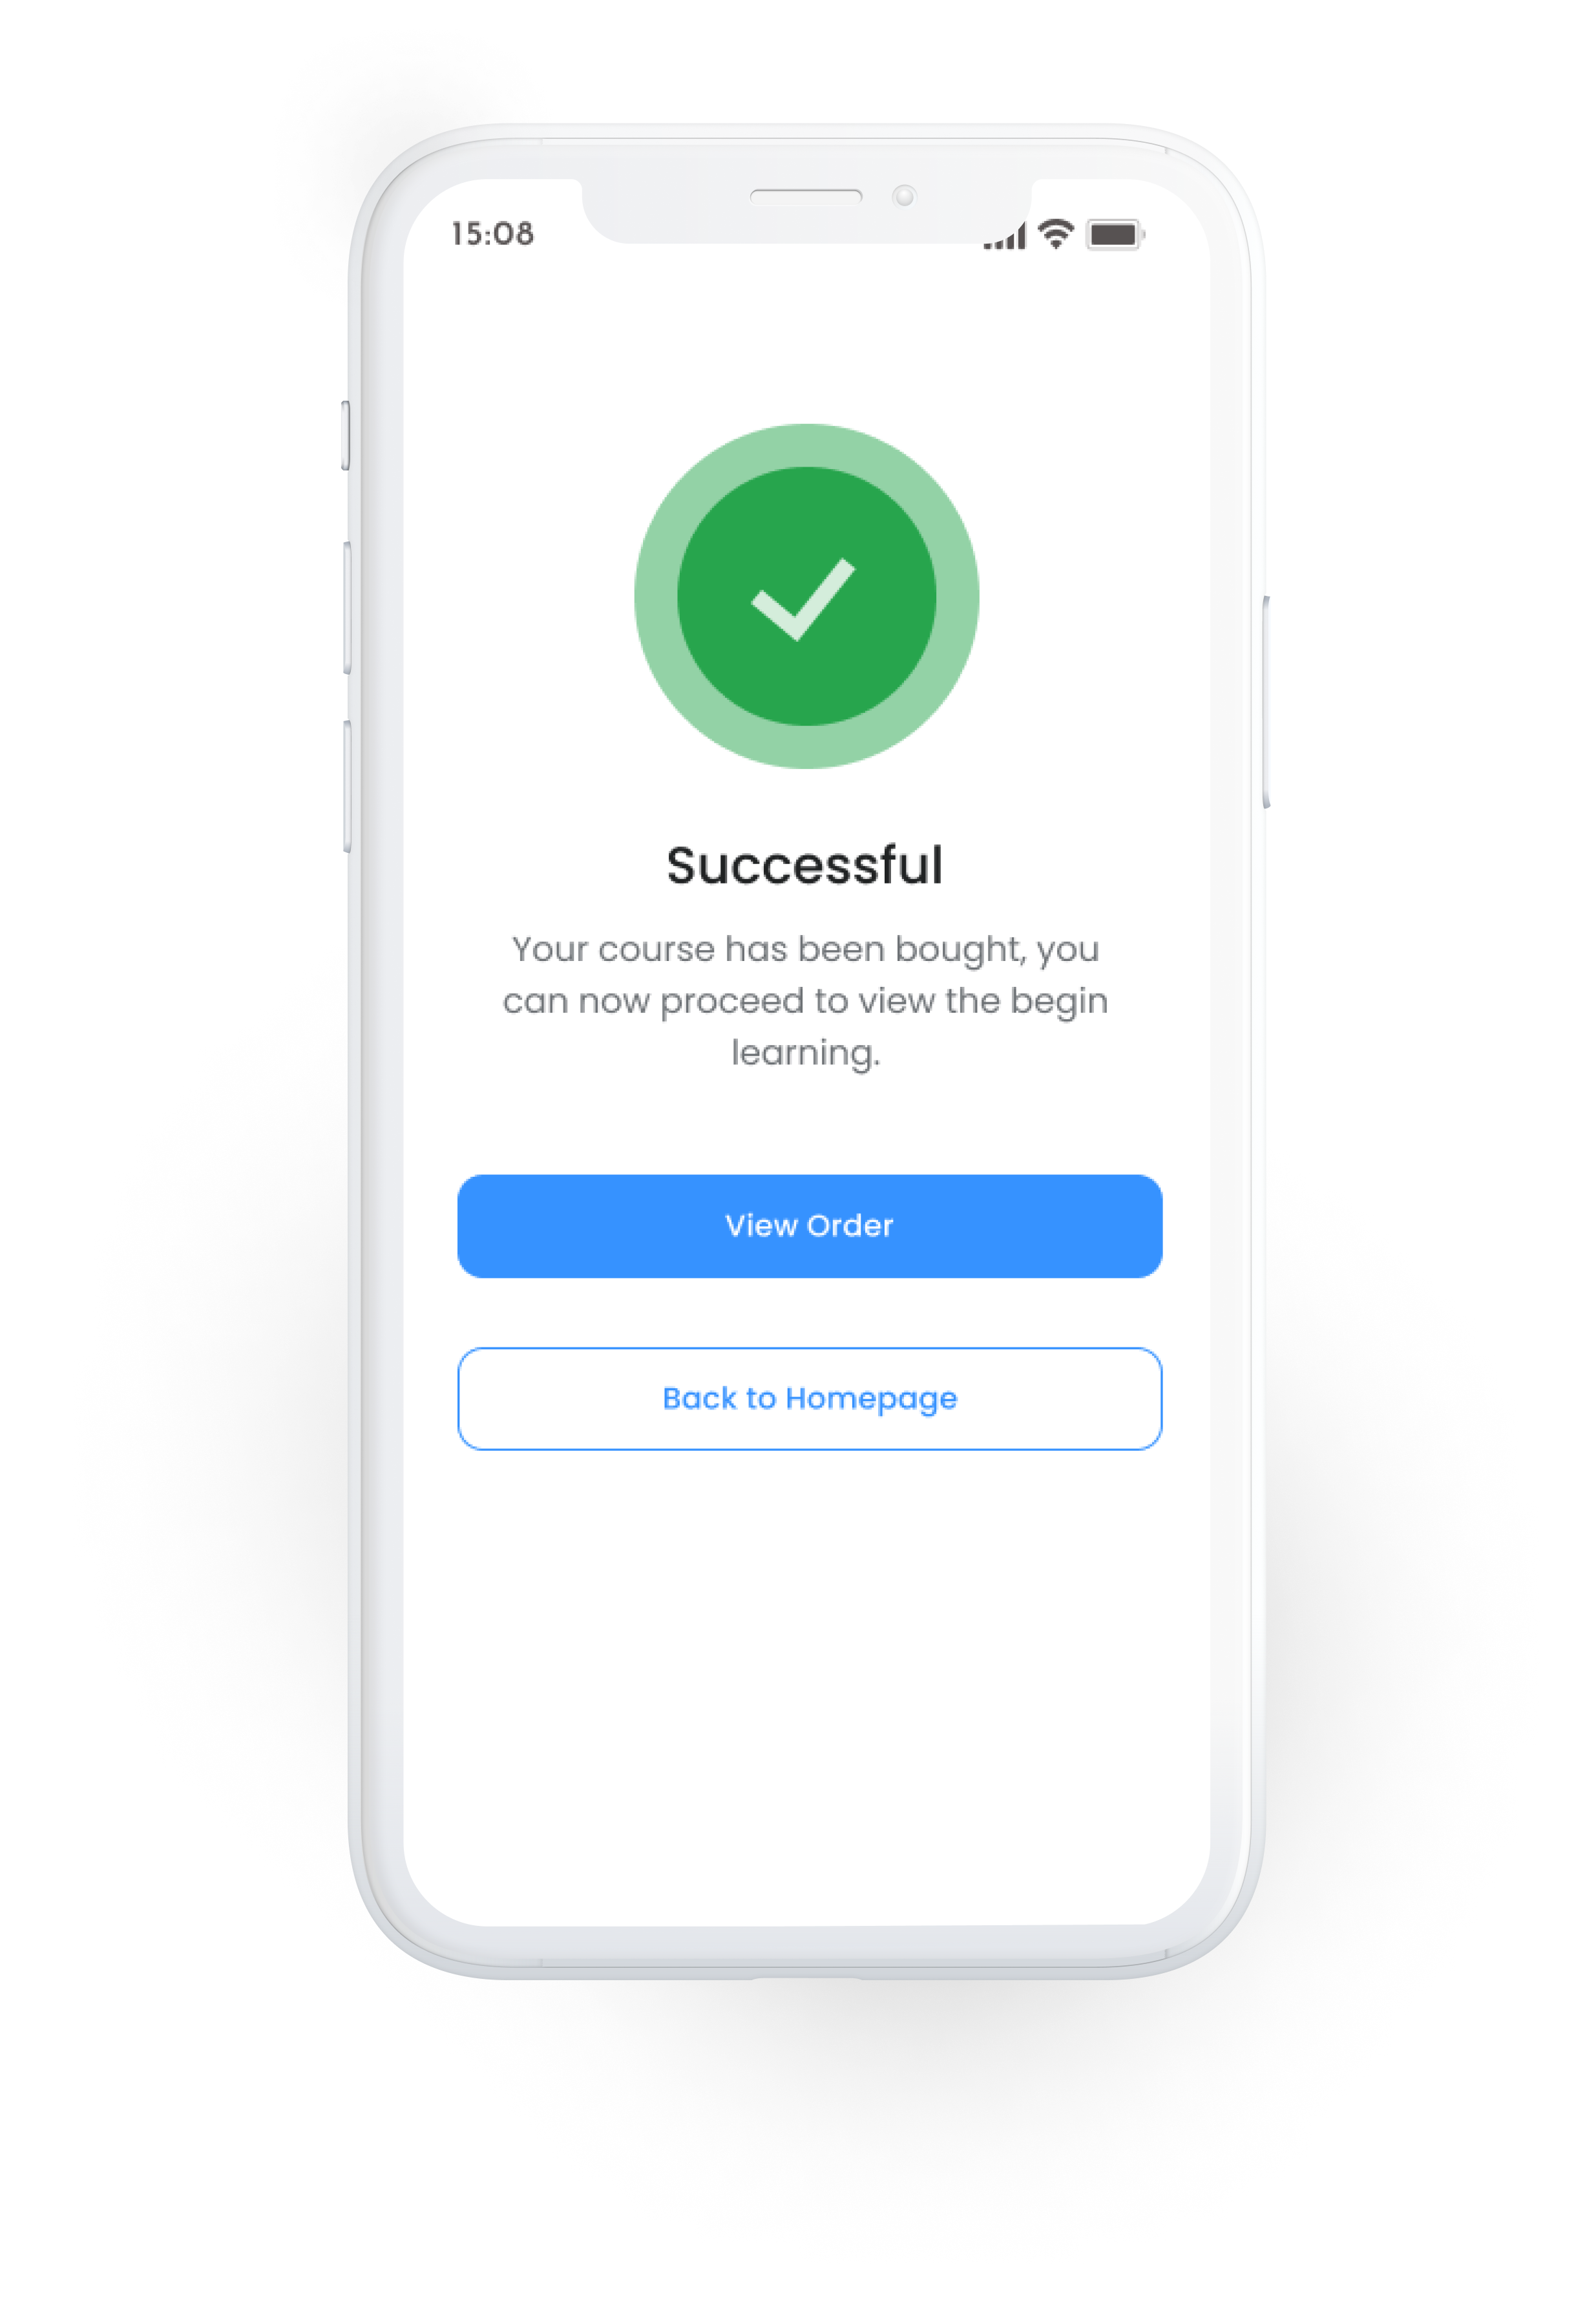 15:08
Successful
Your course has been bought, you
can now proceed to view the begin
learning.
View Order
Back to Homepage